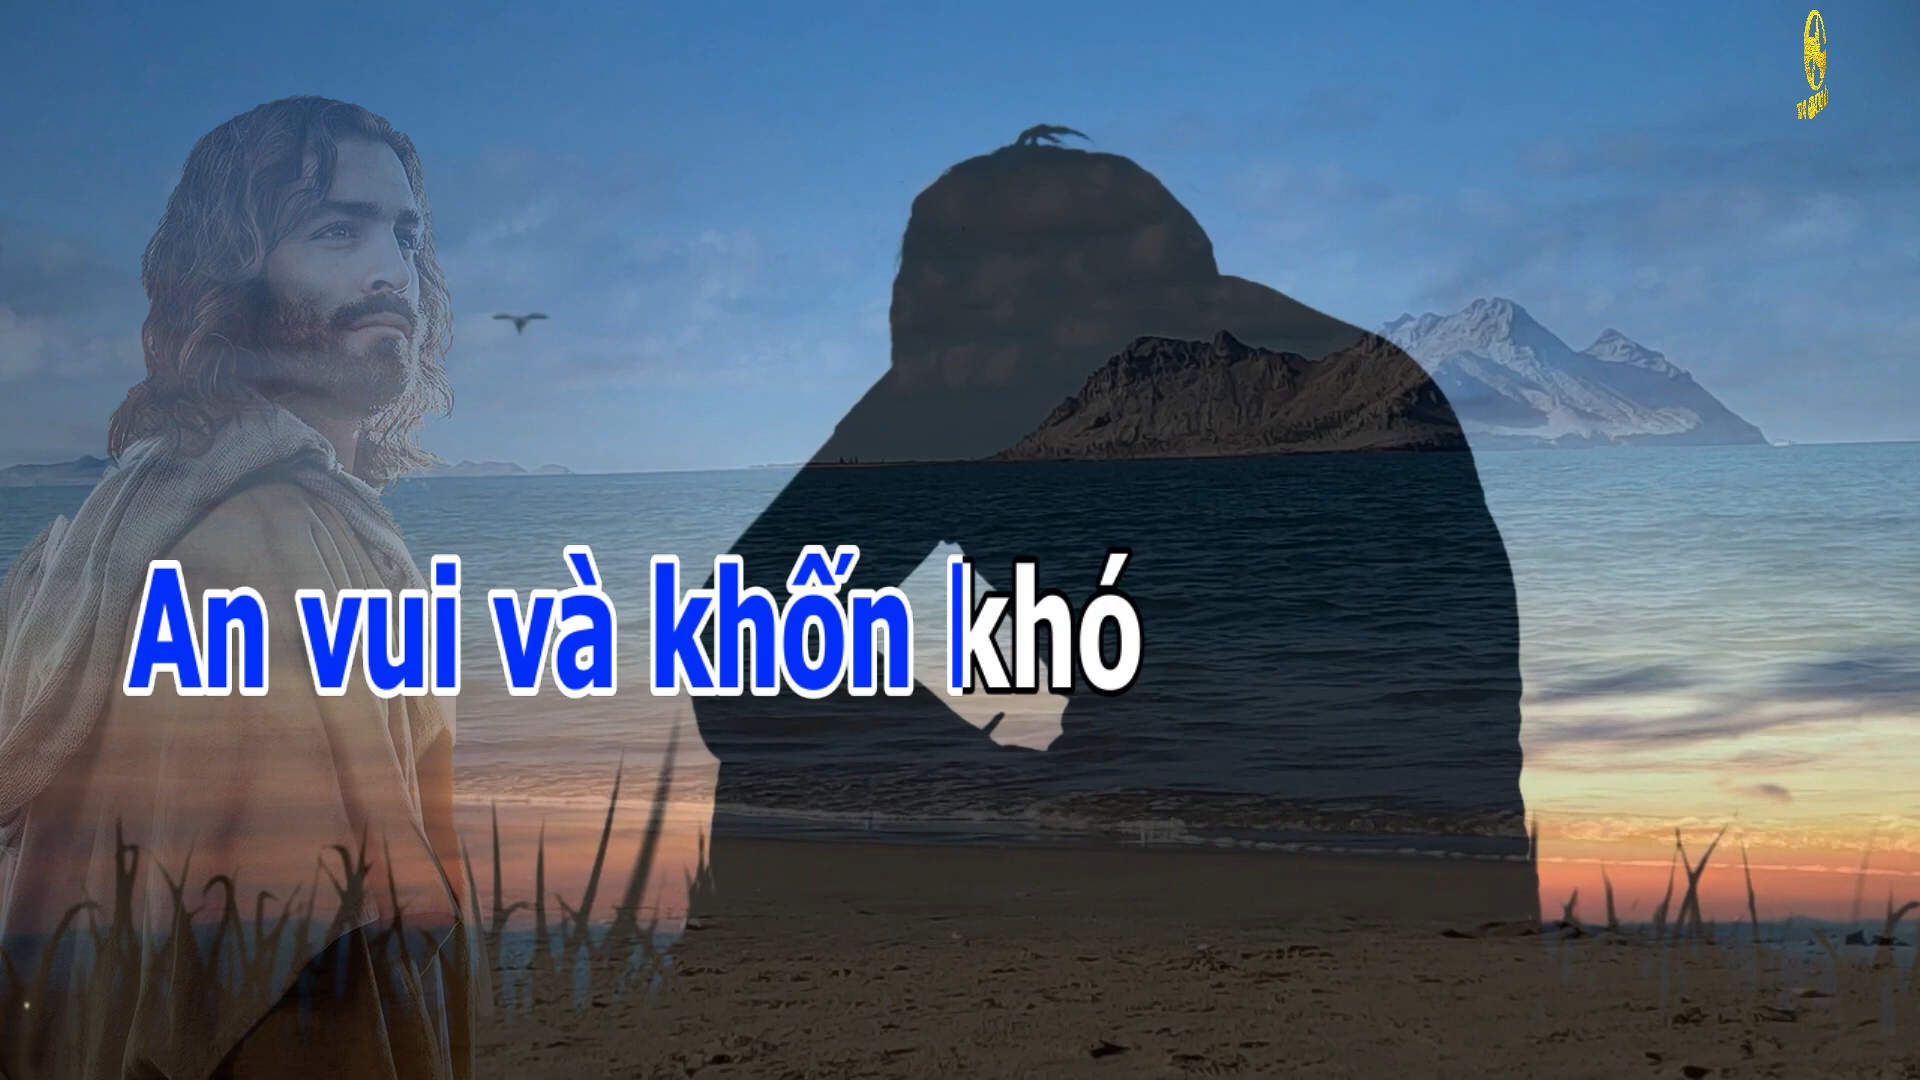 An vui và khốn khó